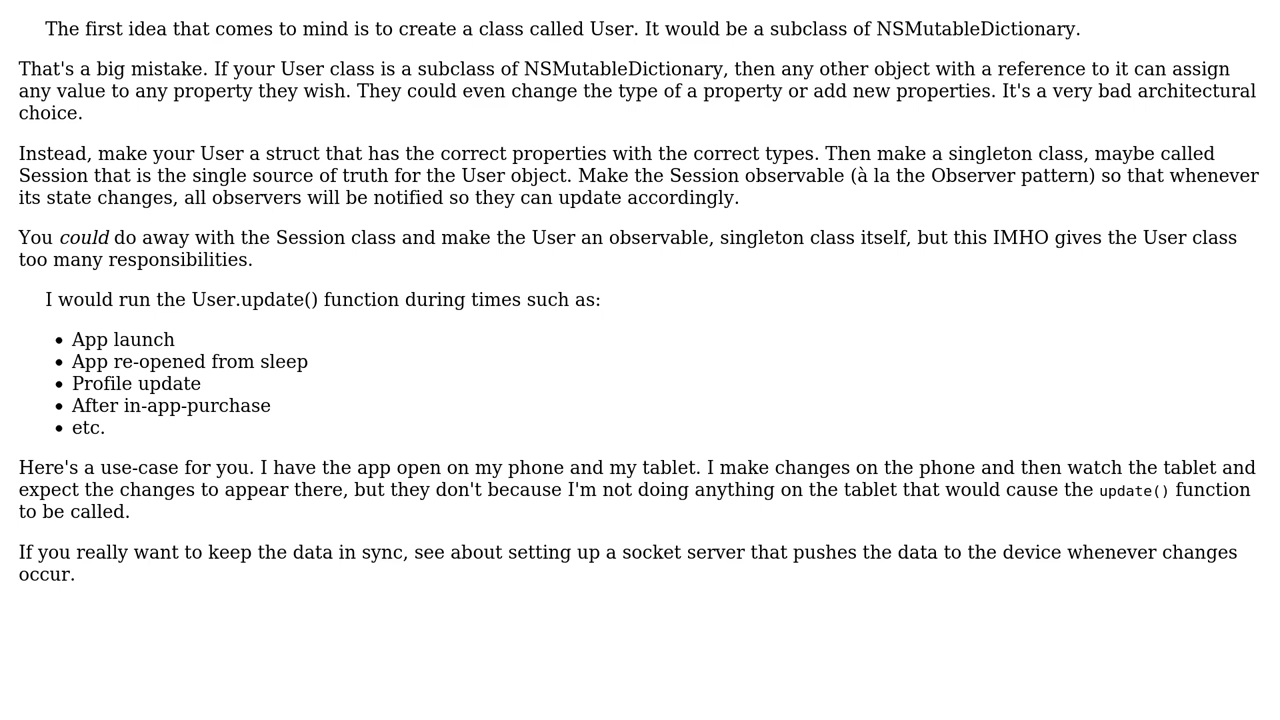 The first idea that comes to mind is to create a class called User. It would be a subclass of NSMutableDictionary.
That's a big mistake. If your User class is a subclass of NSMutableDictionary, then any other object with a reference to it can assign
any value to any property they wish. They could even change the type of a property or add new properties. It's a very bad architectural
choice.
Instead, make your User a struct that has the correct properties with the correct types. Then make a singleton class, maybe called
Session that is the single source of truth for the User object. Make the Session observable (à la the Observer pattern) so that whenever
its state changes, all observers will be notified so they can update accordingly.
You could do away with the Session class and make the User an observable, singleton class itself, but this IMHO gives the User class
too many responsibilities.
I would run the User.update() function during times such as:
• App launch
• App re-opened from sleep
• Profile update
• After in-app-purchase
• etc.
Here's a use-case for you. I have the app open on my phone and my tablet. I make changes on the phone and then watch the tablet and
expect the changes to appear there, but they don't because I'm not doing anything on the tablet that would cause the update() function
to be called.
If you really want to keep the data in sync, see about setting up a socket server that pushes the data to the device whenever changes
occur.